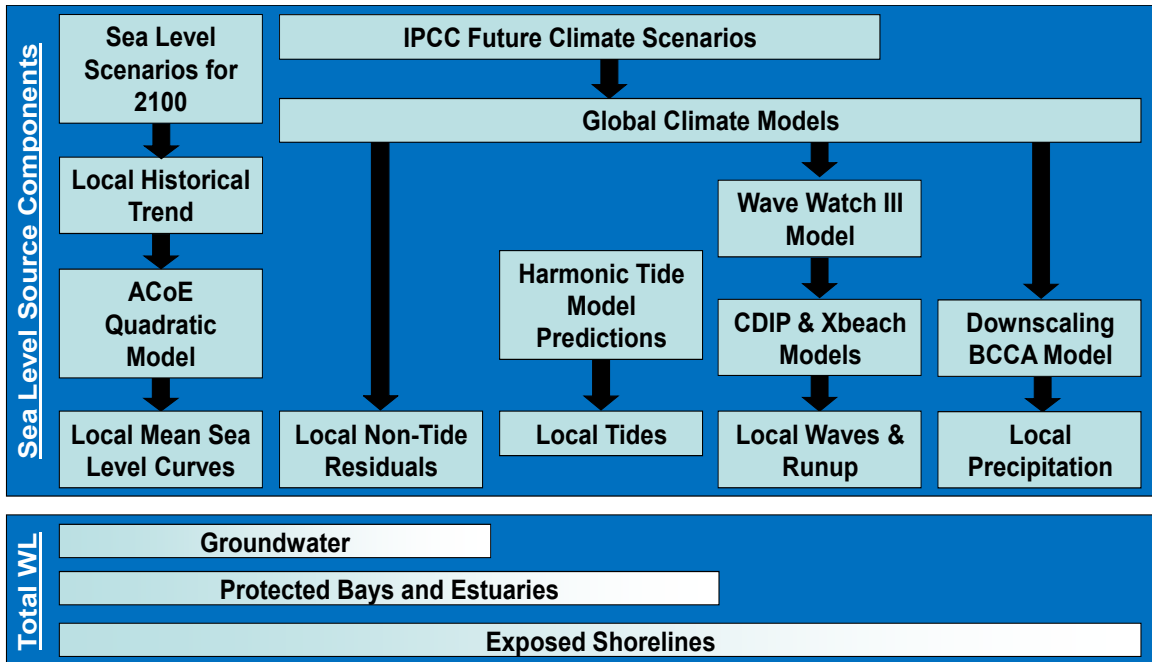 Sea Level Source Components
Sea Level
Scenarios for
2100
Local Historical
Trend
ACoE
Quadratic
Model
Local Mean Sea
Level Curves
IPCC Future Climate Scenarios
Global Climate Models
Local Non-Tide
Residuals
Harmonic Tide
Model
Predictions
Local Tides
Wave Watch III
Model
CDIP & Xbeach
Models
Local Waves &
Runup
Downscaling
BCCA Model
Local
Precipitation
Total WL
Groundwater
Protected Bays and Estuaries
Exposed Shorelines